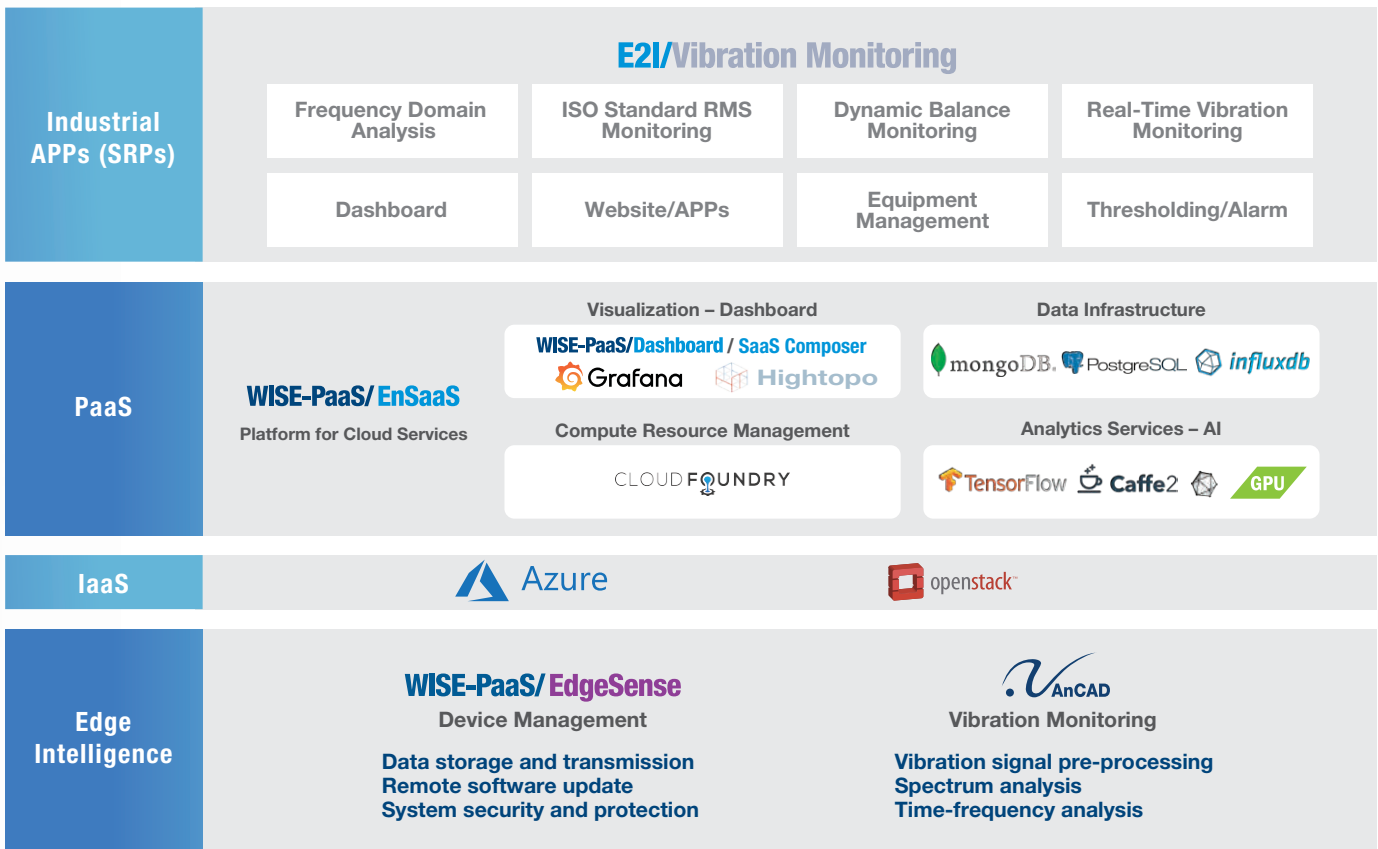 Industrial
APPs (SRPs)
E2I/Vibration Monitoring
Frequency Domain
Analysis
ISO Standard RMS
Monitoring
Dynamic Balance
Monitoring
Real-Time Vibration
Monitoring
Dashboard
Website/APPs
Equipment
Management
Thresholding/Alarm
PaaS
WISE-PaaS/EnSaaS
Platform for Cloud Services
Visualization – Dashboard
WISE-PaaS/Dashboard / SaaS Composer
Grafana
Hightopo
Data Infrastructure
mongoDB.
PostgreSQL
influxdb
Compute Resource Management
CLOUD FOUNDRY
Analytics Services – AI
TensorFlow
Caffe2
GPU
IaaS
Azure
openstack™
Edge
Intelligence
WISE-PaaS/EdgeSense
Device Management
Data storage and transmission
Remote software update
System security and protection
AnCAD
Vibration Monitoring
Vibration signal pre-processing
Spectrum analysis
Time-frequency analysis